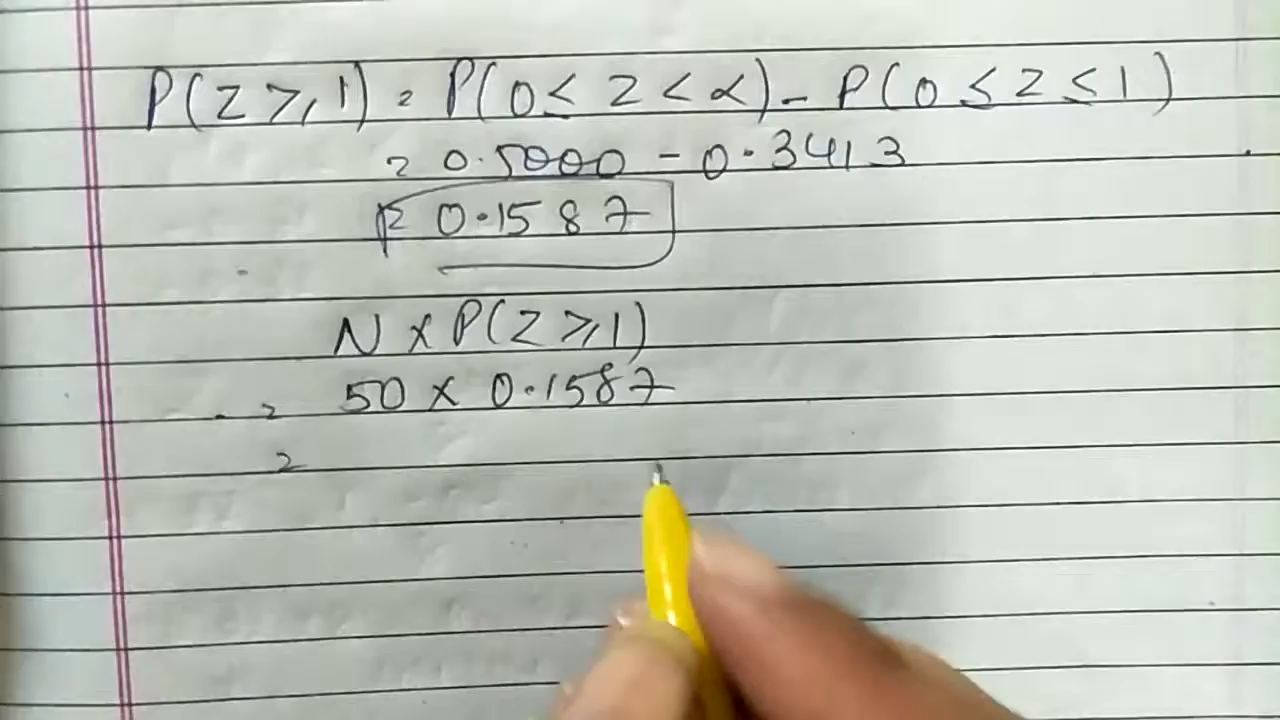 P(Z ≥ 1) = P(0 ≤ Z < α) - P(0 ≤ Z ≤ 1)
= 0.5000 - 0.3413
= 0.1587
N × P(Z ≥ 1)
= 50 × 0.1587
=